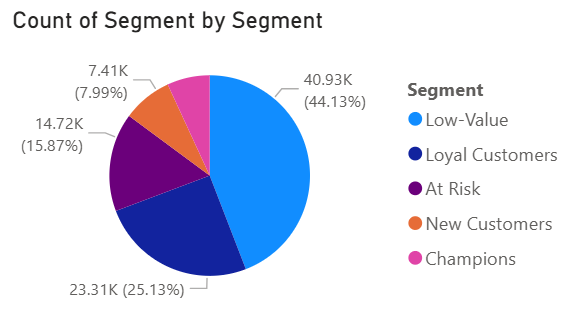 Count of Segment by Segment
40.93K
(44.13%)
23.31K (25.13%)
14.72K
(15.87%)
7.41K
(7.99%)
Segment
Low-Value
Loyal Customers
At Risk
New Customers
Champions